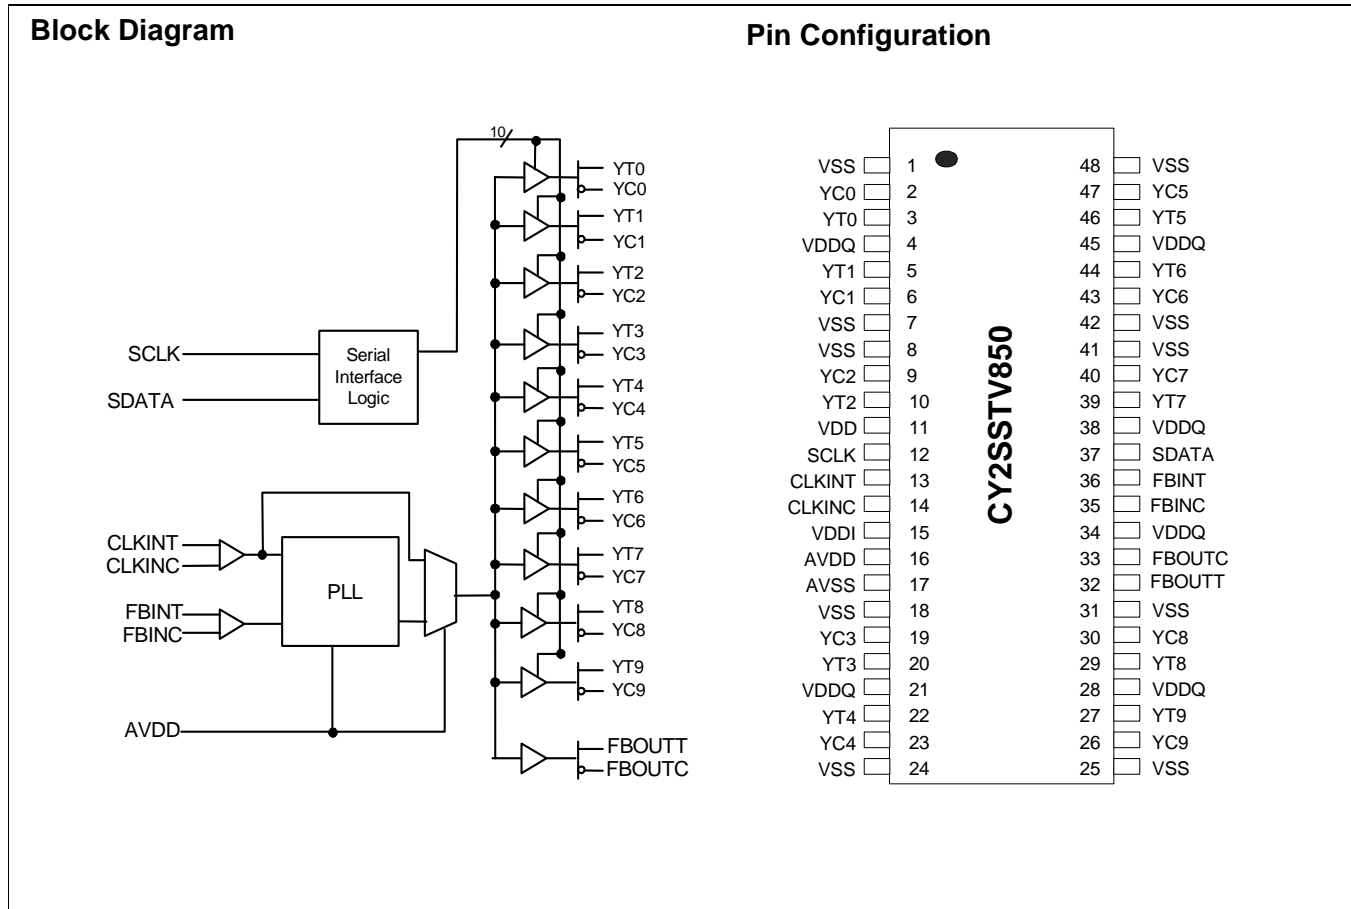 Block Diagram
10
YT0
YC0
YT1
YC1
YT2
YC2
YT3
YC3
YT4
YC4
YT5
YC5
YT6
YC6
YT7
YC7
YT8
YC8
YT9
YC9
FBOUTT
FBOUTC
SCLK
SDATA
Serial
Interface
Logic
CLKINT
CLKINC
FBINT
FBINC
PLL
AVDD
Pin Configuration
CY2SSTV850
VSS 1 48 VSS
YC0 2 47 YC5
YT0 3 46 YT5
VDDQ 4 45 VDDQ
YT1 5 44 YT6
YC1 6 43 YC6
VSS 7 42 VSS
VSS 8 41 VSS
YC2 9 40 YC7
YT2 10 39 YT7
VDD 11 38 VDDQ
SCLK 12 37 SDATA
CLKINT 13 36 FBINT
CLKINC 14 35 FBINC
VDDI 15 34 VDDQ
AVDD 16 33 FBOUTC
AVSS 17 32 FBOUTT
VSS 18 31 VSS
YC3 19 30 YC8
YT3 20 29 YT8
VDDQ 21 28 VDDQ
YT4 22 27 YT9
YC4 23 26 YC9
VSS 24 25 VSS